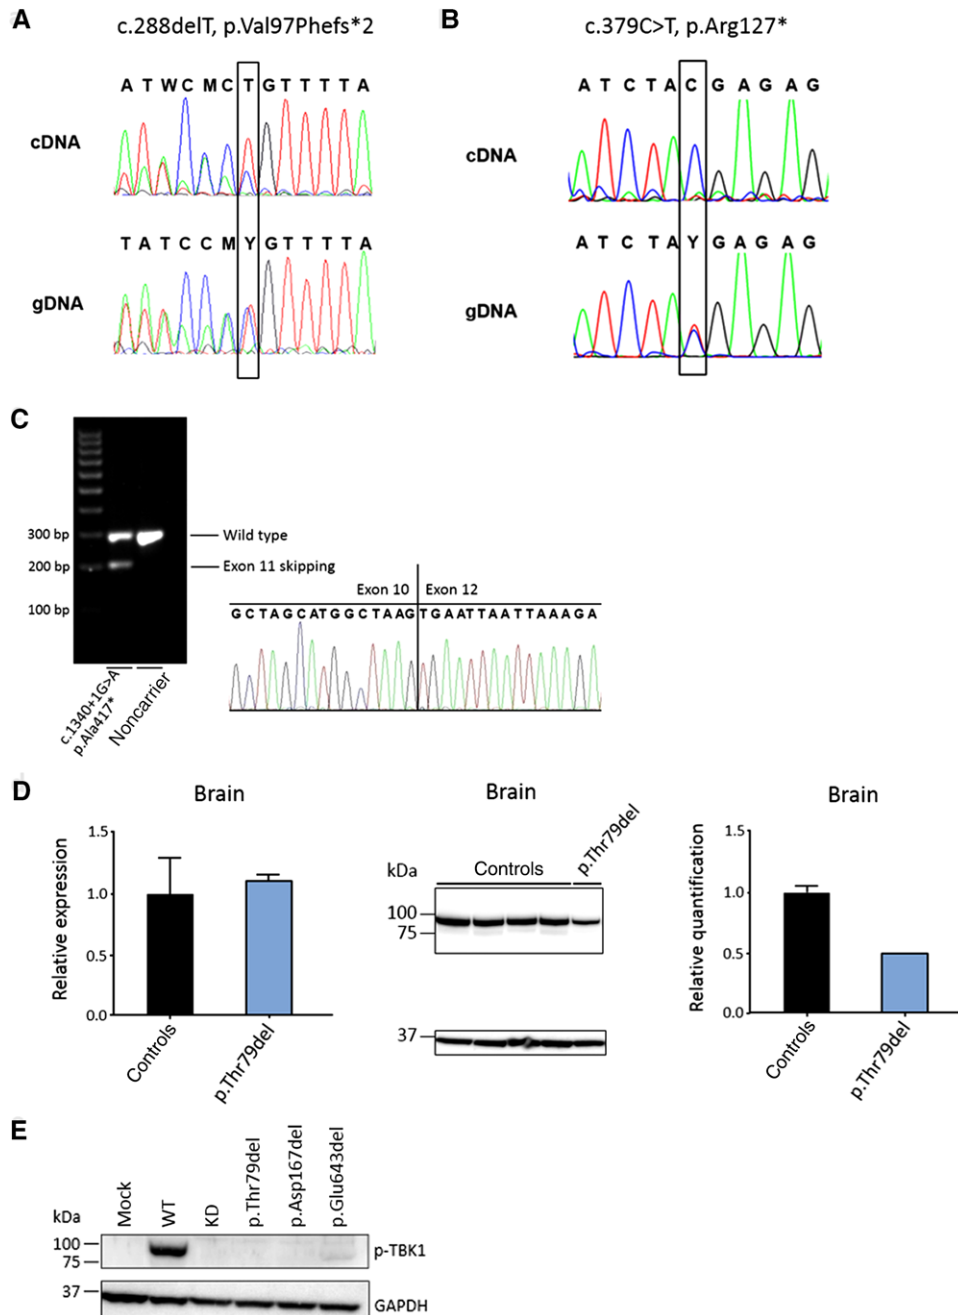 A
c.288delT, p.Val97Phefs*2
A T W C M C T G T T T T A
cDNA
T A T C C M Y G T T T T A
gDNA
B
c.379C>T, p.Arg127*
A T C T A C G A G A G
cDNA
A T C T A Y G A G A G
gDNA
C
300 bp
200 bp
100 bp
Wild type
Exon 11 skipping
c.1340+1G>A
p.Ala417*
Noncarrier
Exon 10
Exon 12
G C T A G C A T G G C T A A G T G A A T T A A T T A A A G A
D
Brain
Relative expression
1.5
1.0
0.5
0.0
Controls
p.Thr79del
Brain
kDa
Controls
p.Thr79del
100
75
37
Brain
Relative quantification
1.5
1.0
0.5
0.0
Controls
p.Thr79del
E
Mock
WT
KD
p.Thr79del
p.Asp167del
p.Glu643del
kDa
100
75
p-TBK1
37
GAPDH